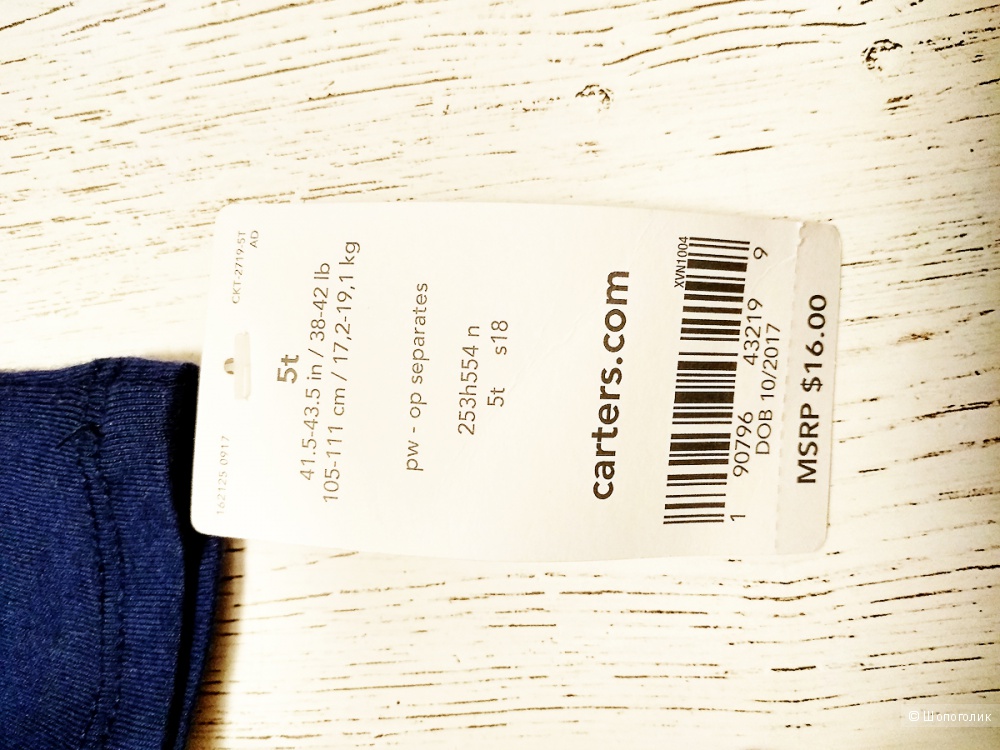 CKT-2719-5T
AD
162125 0917
5t
41.5-43.5 in / 38-42 lb
105-111 cm / 17,2-19,1 kg
pw - op separates
253h554 n
5t s18
carters.com
XVN1004
1 90796 43219 9
DOB 10/2017
MSRP $16.00
© Шопоголик